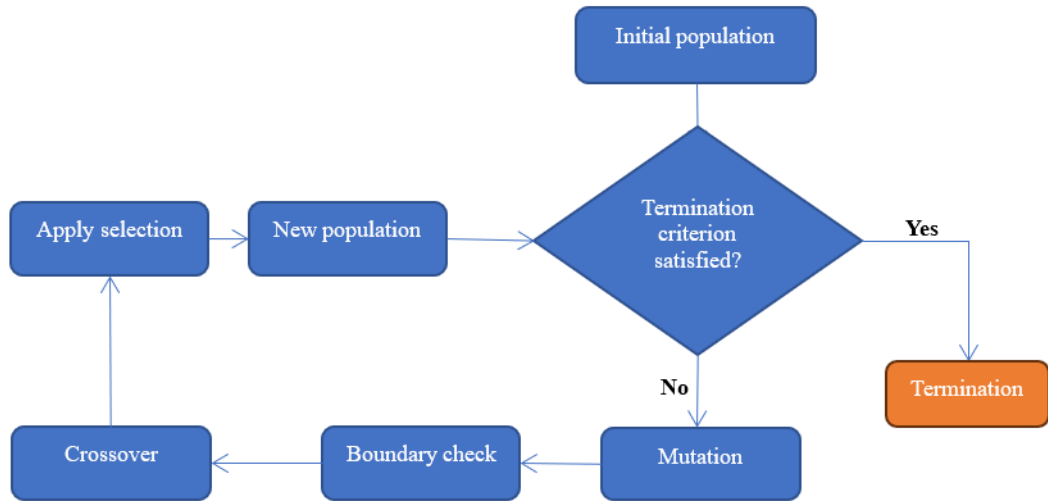 Initial population
Termination
criterion
satisfied?
Yes
Apply selection
New population
No
Termination
Crossover
Boundary check
Mutation